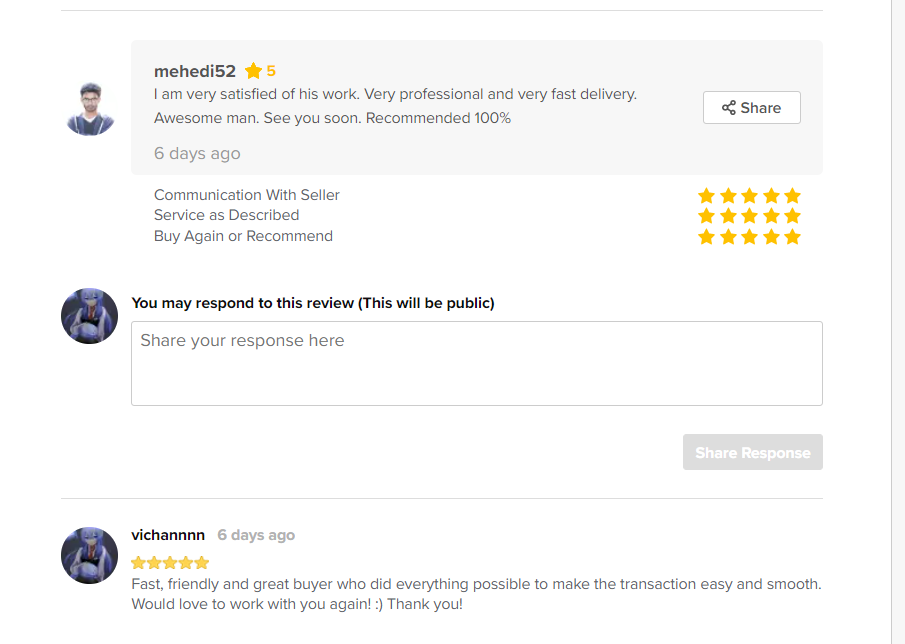 mehedi52 5
I am very satisfied of his work. Very professional and very fast delivery.
Awesome man. See you soon. Recommended 100%
Share
6 days ago
Communication With Seller
Service as Described
Buy Again or Recommend
You may respond to this review (This will be public)
Share your response here
Share Response
vichannnn 6 days ago
Fast, friendly and great buyer who did everything possible to make the transaction easy and smooth.
Would love to work with you again! :) Thank you!